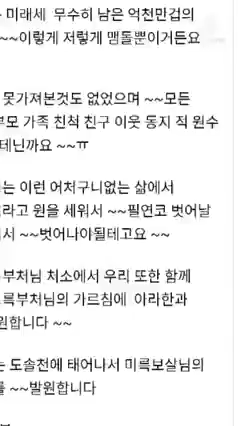 미래세 무수히 남은 억천만겁의
~~이렇게 저렇게 맴돌뿐이거든요
못가져본것도 없었으며 ~~모든
부모 가족 친척 친구 이웃 동지 적 원수
테닌까요 ~~ㅠ
는 이런 어처구니없는 삶에서
라고 원을 세워서 ~~필연코 벗어날
서 ~~벗어나야될테고요 ~~
부처님 처소에서 우리 또한 함께
륵부처님의 가르침에 아라한과
원합니다 ~~
는 도솔천에 태어나서 미륵보살님의
를 ~~발원합니다